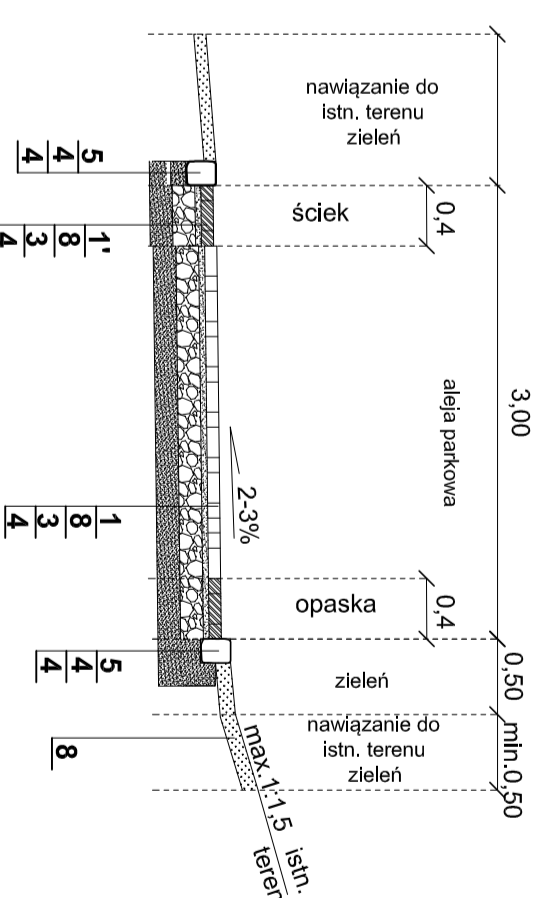 nawiązanie do
istn. terenu
zieleń
5
4
4
ściek
0,4
1'
8
3
4
3,00
aleja parkowa
2-3%
1
8
3
4
opaska
0,4
5
4
4
zieleń
0,50
nawiązanie do
istn. terenu
zieleń
min.0,50
8
max.1:1,5 istn.
teren